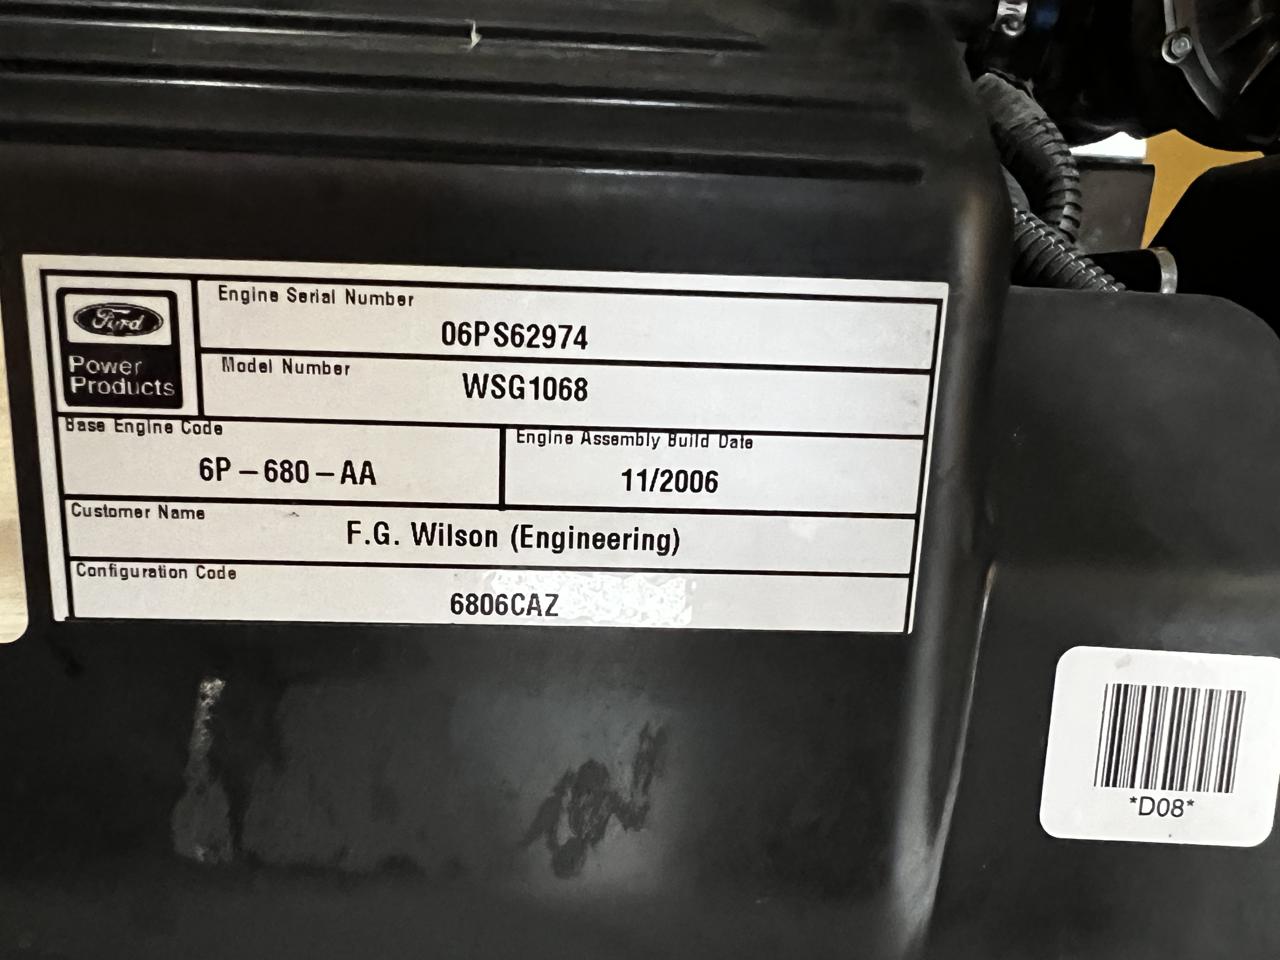 Ford
Power
Products
Engine Serial Number
06PS62974
Model Number
WSG1068
Base Engine Code
6P-680-AA
Engine Assembly Build Date
11/2006
Customer Name
F.G. Wilson (Engineering)
Configuration Code
6806CAZ
*D08*